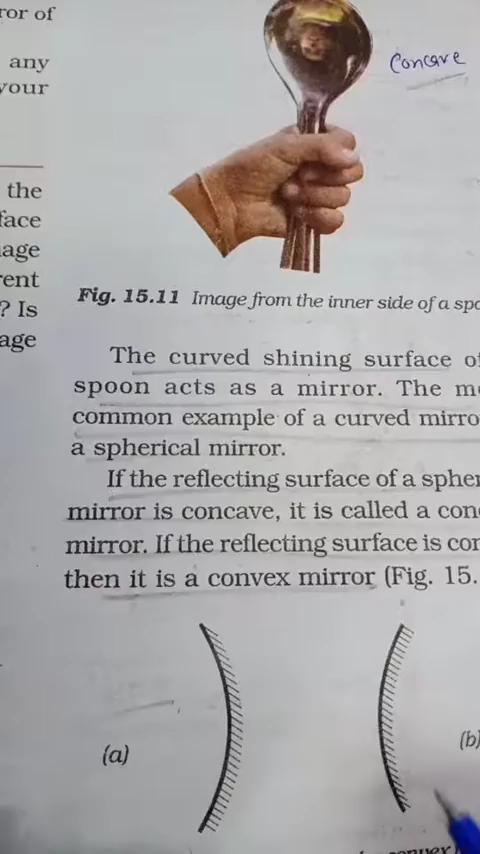 ror of
any
your
the
face
age
rent
? Is
age
Concave
Fig. 15.11 Image from the inner side of a spo
The curved shining surface of
spoon acts as a mirror. The m
common example of a curved mirro
a spherical mirror.
If the reflecting surface of a spher
mirror is concave, it is called a con
mirror. If the reflecting surface is con
then it is a convex mirror (Fig. 15.
(a)
(b)
convex